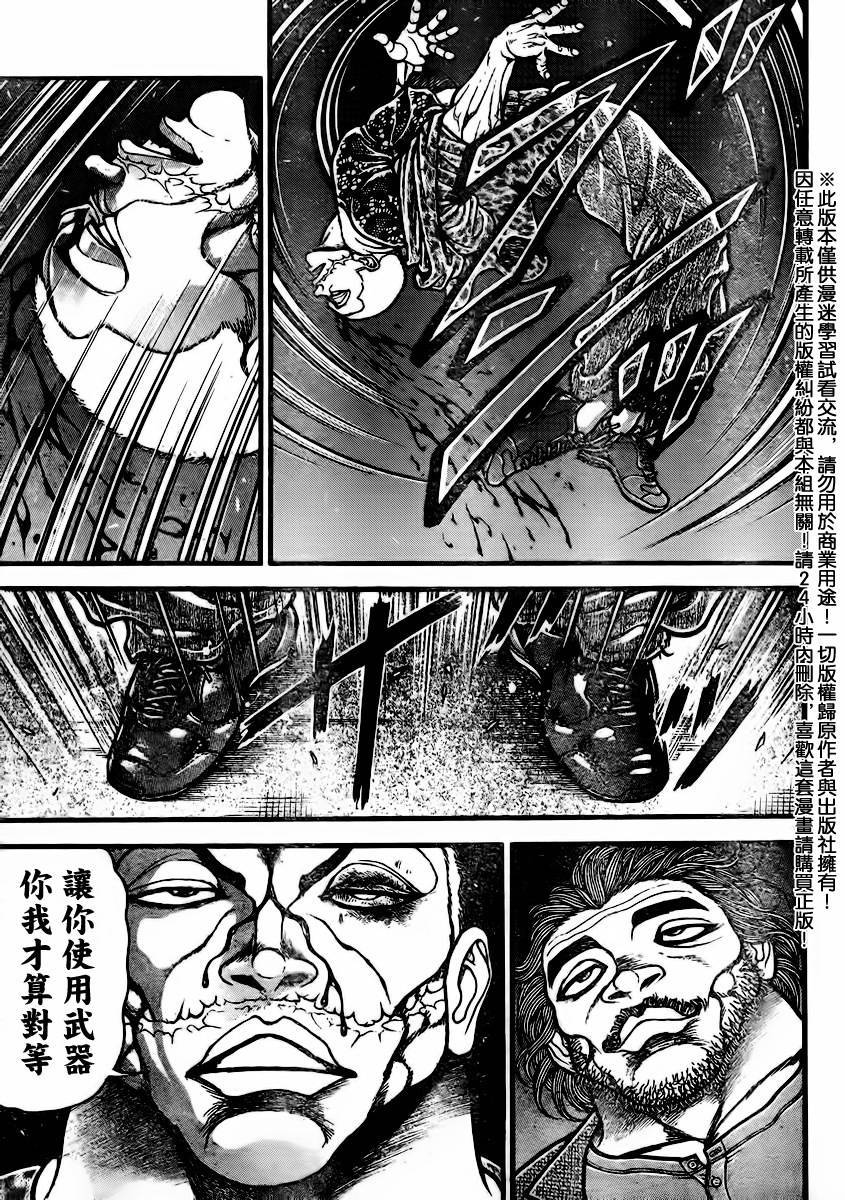 ※此版本僅供漫迷學習試看交流，請勿用於商業用途！一切版權歸原作者與出版社擁有！
因任意轉載所產生的版權糾紛都與本組無關！請24小時內刪除，喜歡這套漫畫請購買正版！
讓你使用武器
你我才算對等